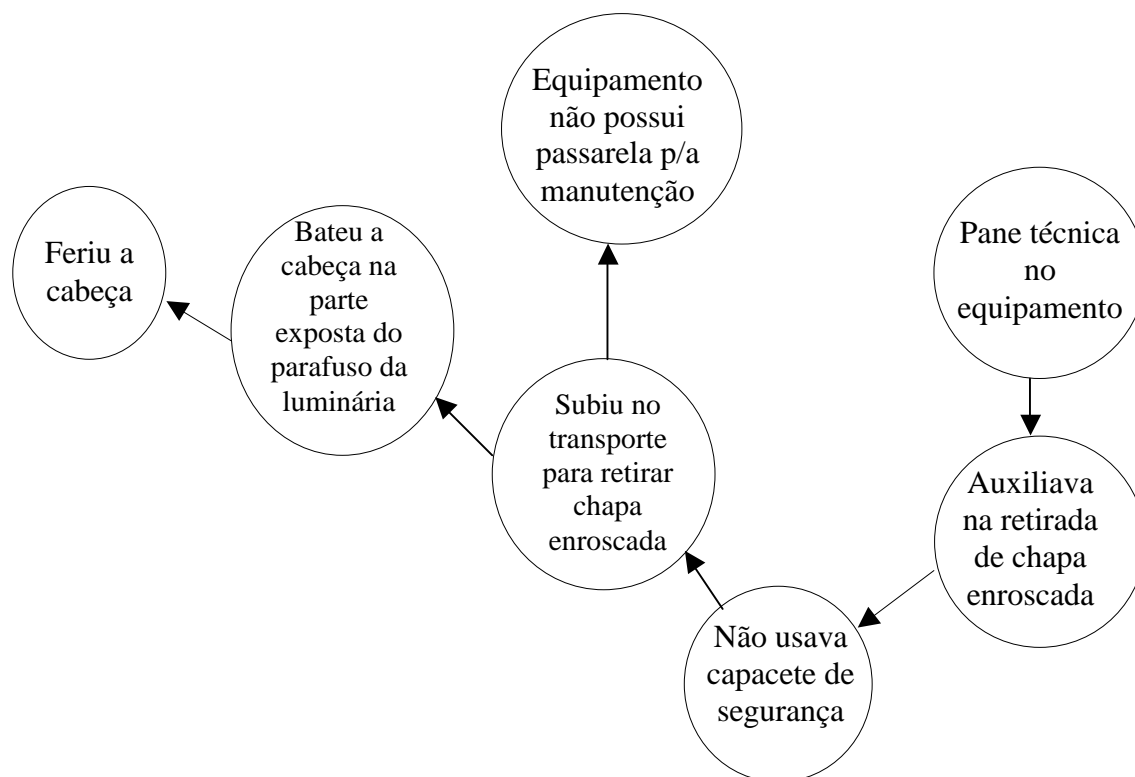 Equipamento
não possui
passarela p/a
manutenção
Feriu a
cabeça
Bateu a
cabeça na
parte
exposta do
parafuso da
luminária
Pane técnica
no
equipamento
Subiu no
transporte
para retirar
chapa
enroscada
Auxiliava
na retirada
de chapa
enroscada
Não usava
capacete de
segurança